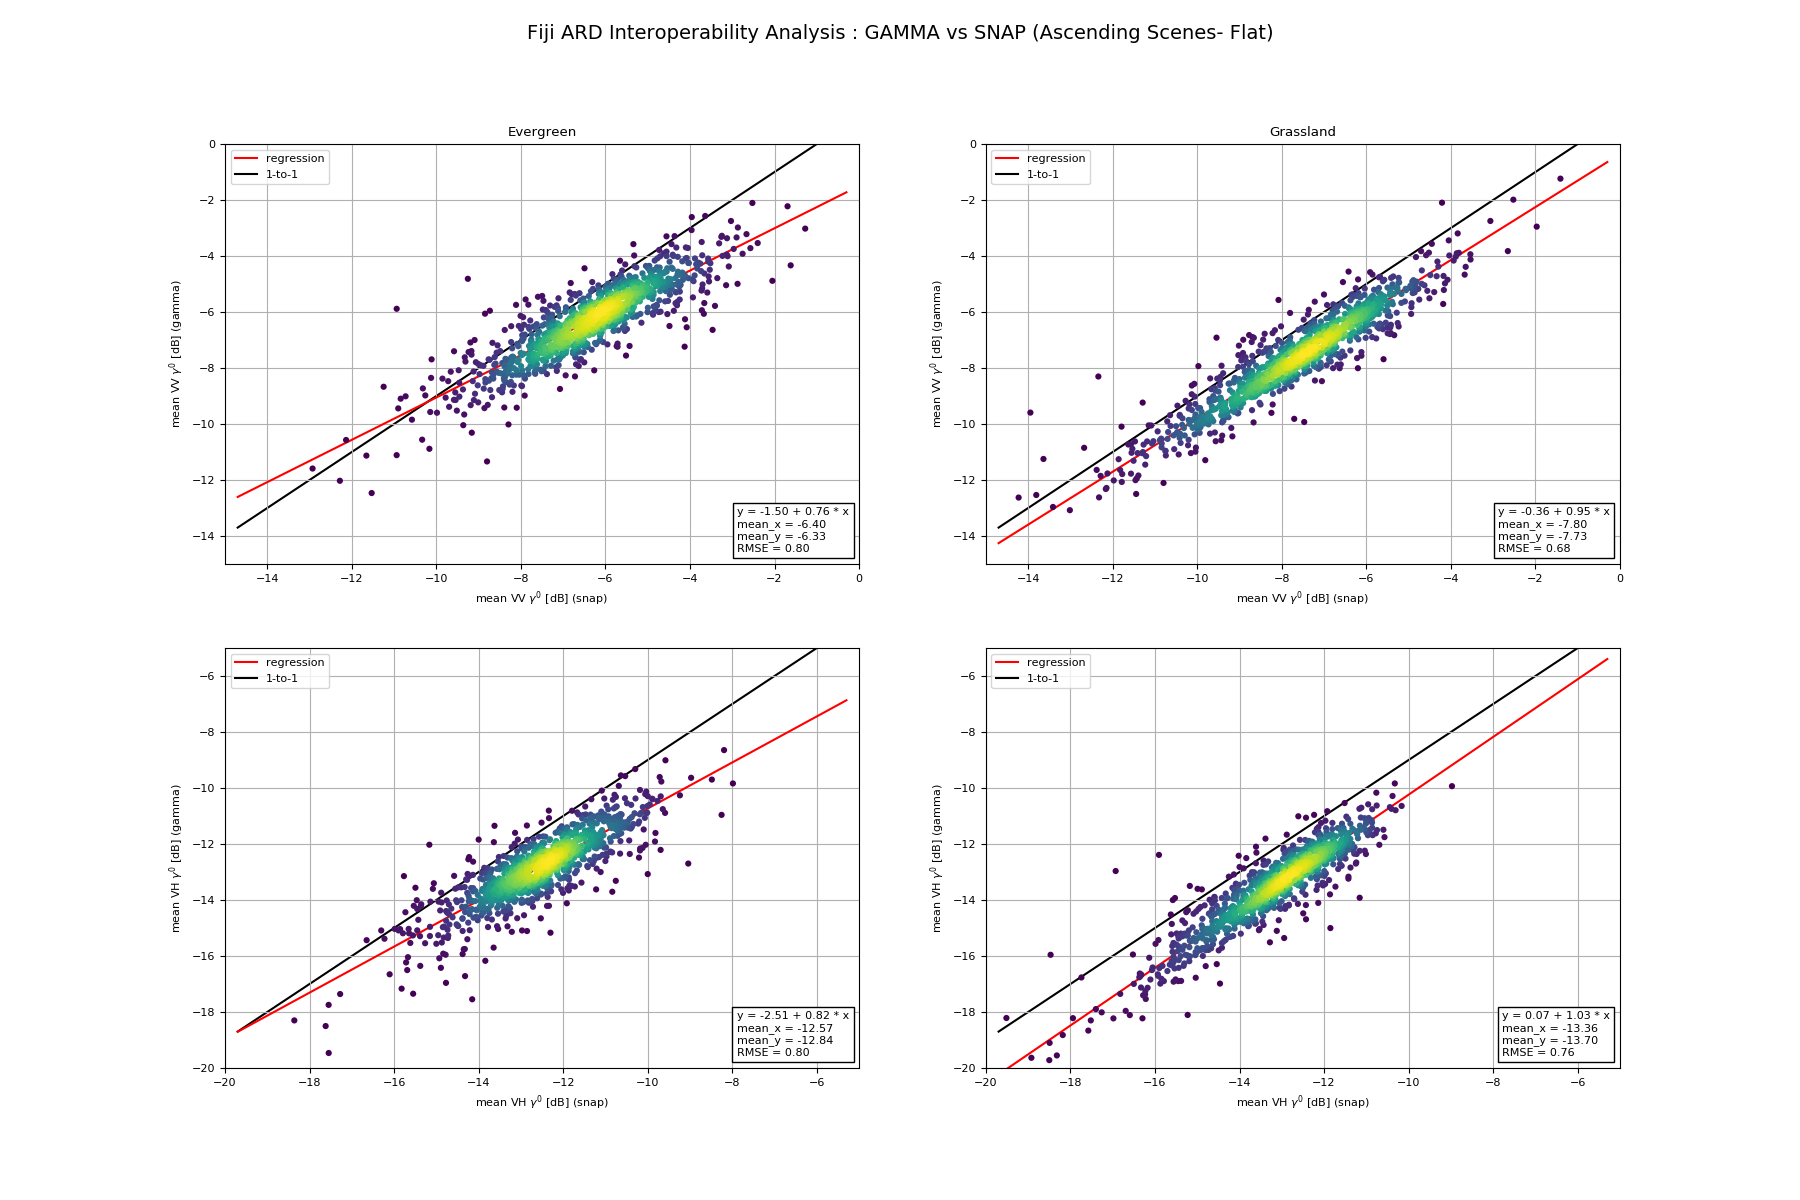 Fiji ARD Interoperability Analysis : GAMMA vs SNAP (Ascending Scenes- Flat)
Evergreen
regression
1-to-1
0
−2
−4
−6
−8
−10
−12
−14
mean VV γ⁰ [dB] (gamma)
y = -1.50 + 0.76 * x
mean_x = -6.40
mean_y = -6.33
RMSE = 0.80
−14 −12 −10 −8 −6 −4 −2 0
mean VV γ⁰ [dB] (snap)
Grassland
regression
1-to-1
0
−2
−4
−6
−8
−10
−12
−14
mean VV γ⁰ [dB] (gamma)
y = -0.36 + 0.95 * x
mean_x = -7.80
mean_y = -7.73
RMSE = 0.68
−14 −12 −10 −8 −6 −4 −2 0
mean VV γ⁰ [dB] (snap)
regression
1-to-1
−6
−8
−10
−12
−14
−16
−18
−20
mean VH γ⁰ [dB] (gamma)
y = -2.51 + 0.82 * x
mean_x = -12.57
mean_y = -12.84
RMSE = 0.80
−20 −18 −16 −14 −12 −10 −8 −6
mean VH γ⁰ [dB] (snap)
regression
1-to-1
−6
−8
−10
−12
−14
−16
−18
−20
mean VH γ⁰ [dB] (gamma)
y = 0.07 + 1.03 * x
mean_x = -13.36
mean_y = -13.70
RMSE = 0.76
−20 −18 −16 −14 −12 −10 −8 −6
mean VH γ⁰ [dB] (snap)